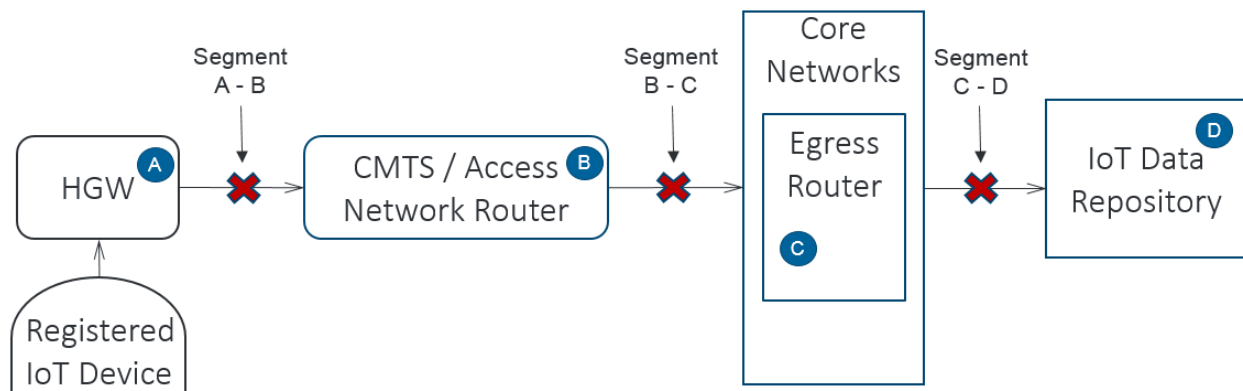 Segment
A - B
Segment
B - C
Core
Networks
Segment
C - D
HGW
A
CMTS / Access
Network Router
B
Egress
Router
C
IoT Data
Repository
D
Registered
IoT Device